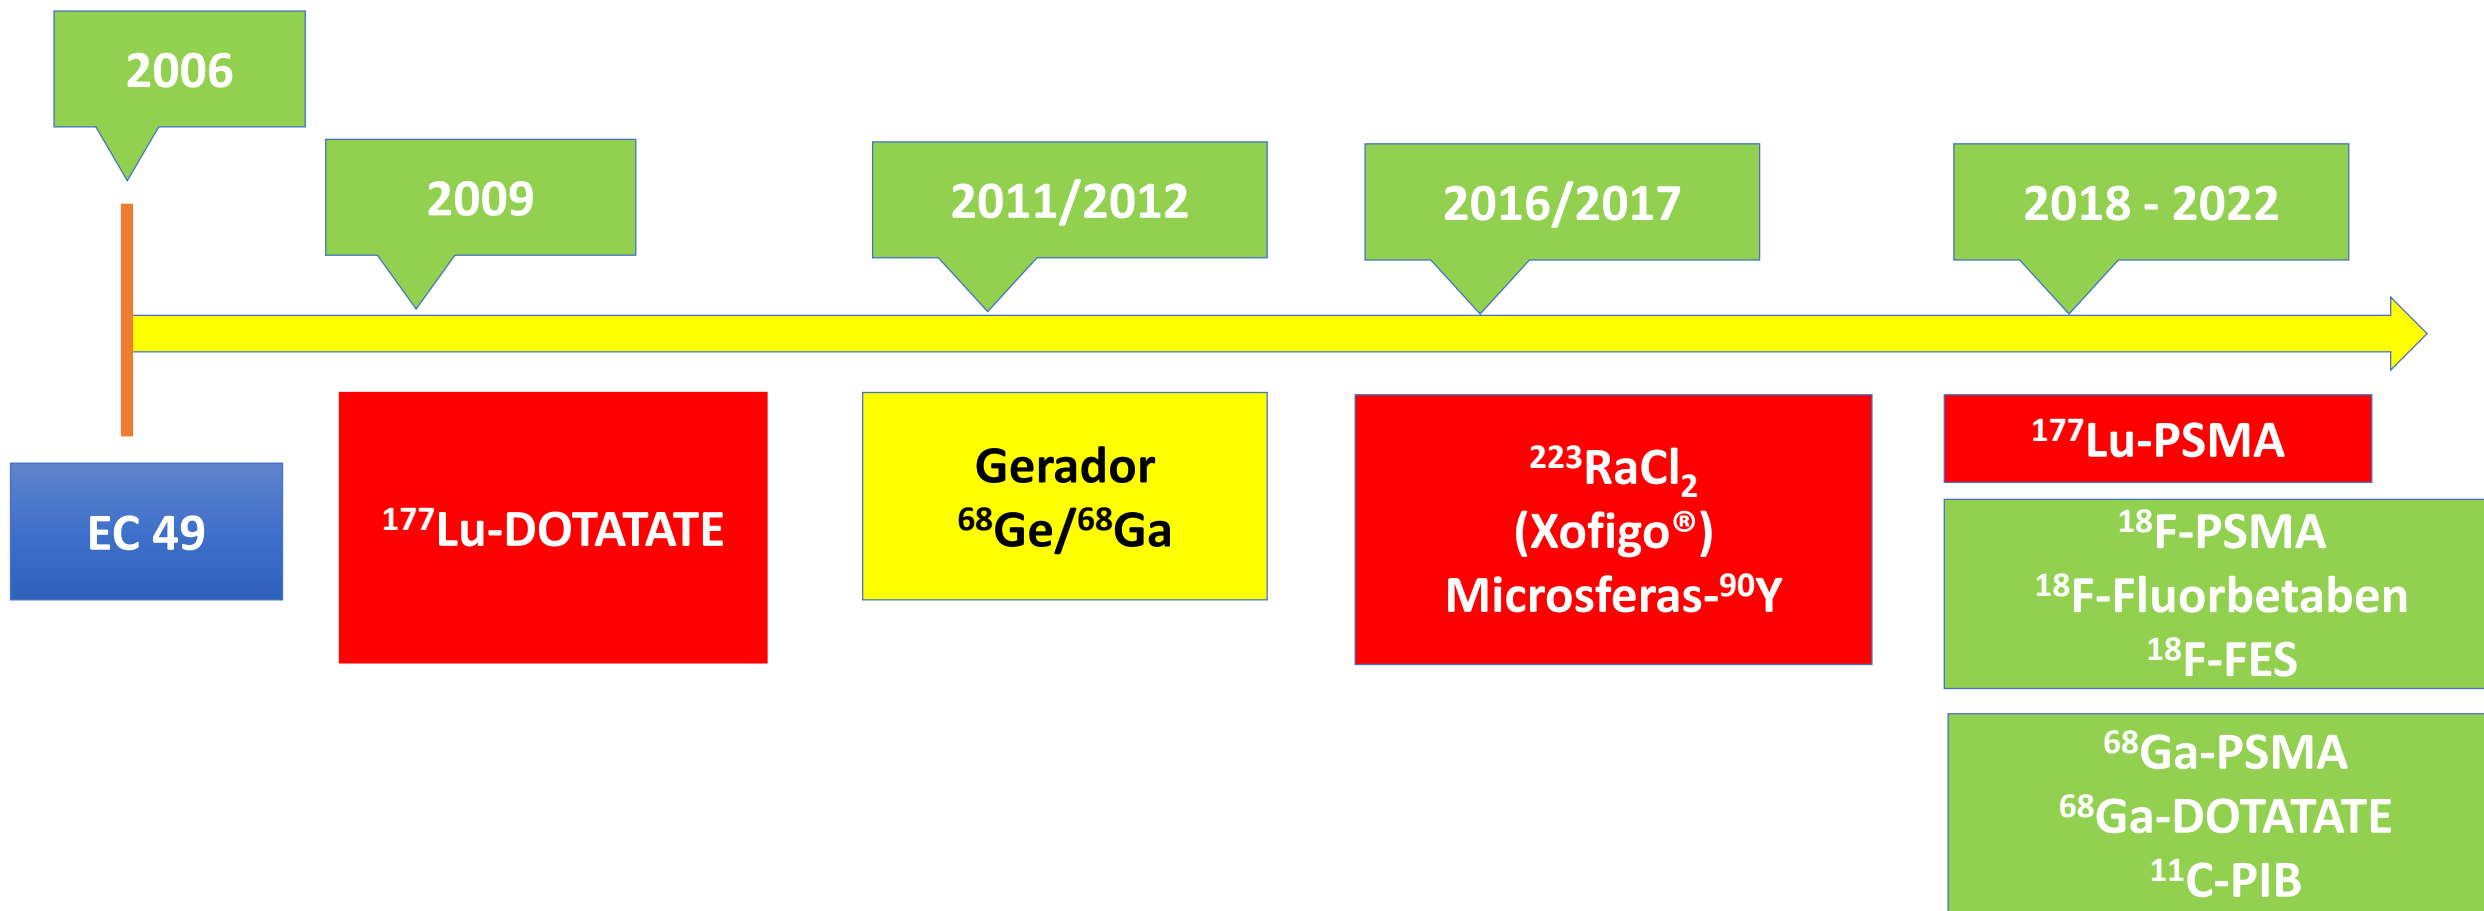 2006
2009
2011/2012
2016/2017
2018 - 2022
EC 49
¹⁷⁷Lu-DOTATATE
Gerador
⁶⁸Ge/⁶⁸Ga
²²³RaCl₂
(Xofigo®)
Microsferas-⁹⁰Y
¹⁷⁷Lu-PSMA
¹⁸F-PSMA
¹⁸F-Fluorbetaben
¹⁸F-FES
⁶⁸Ga-PSMA
⁶⁸Ga-DOTATATE
¹¹C-PIB